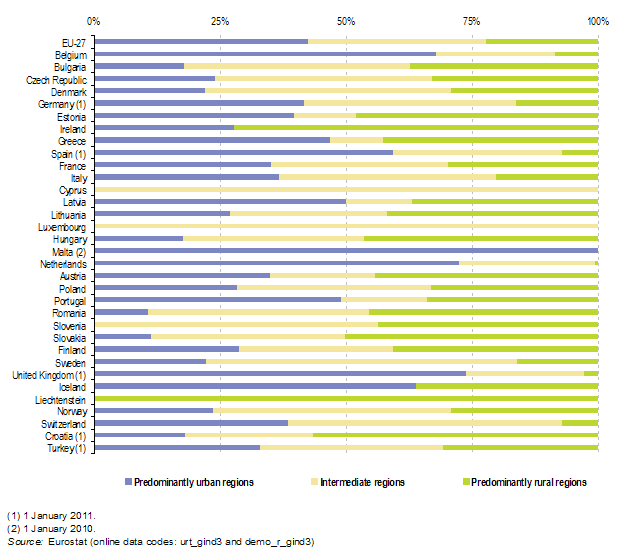 0% 25% 50% 75% 100%
EU-27
Belgium
Bulgaria
Czech Republic
Denmark
Germany (1)
Estonia
Ireland
Greece
Spain (1)
France
Italy
Cyprus
Latvia
Lithuania
Luxembourg
Hungary
Malta (2)
Netherlands
Austria
Poland
Portugal
Romania
Slovenia
Slovakia
Finland
Sweden
United Kingdom (1)
Iceland
Liechtenstein
Norway
Switzerland
Croatia (1)
Turkey (1)
Predominantly urban regions Intermediate regions Predominantly rural regions
(1) 1 January 2011.
(2) 1 January 2010.
Source: Eurostat (online data codes: urt_gind3 and demo_r_gind3)